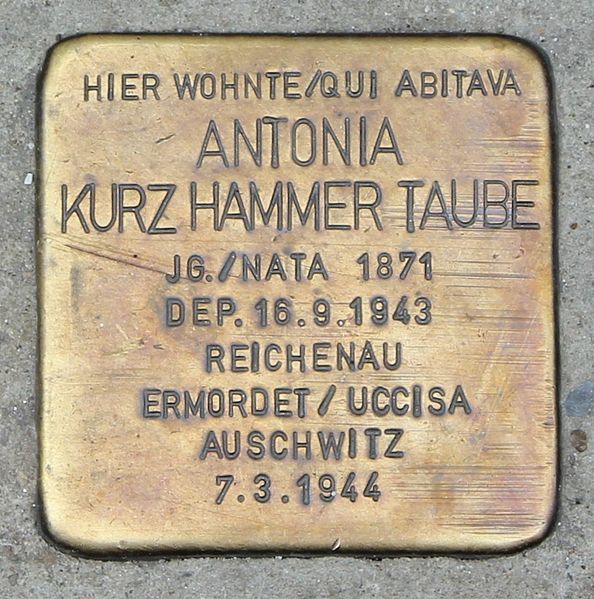 HIER WOHNTE/QUI ABITAVA
ANTONIA
KURZ HAMMER TAUBE
JG./NATA 1871
DEP. 16.9.1943
REICHENAU
ERMORDET/UCCISA
AUSCHWITZ
7.3.1944